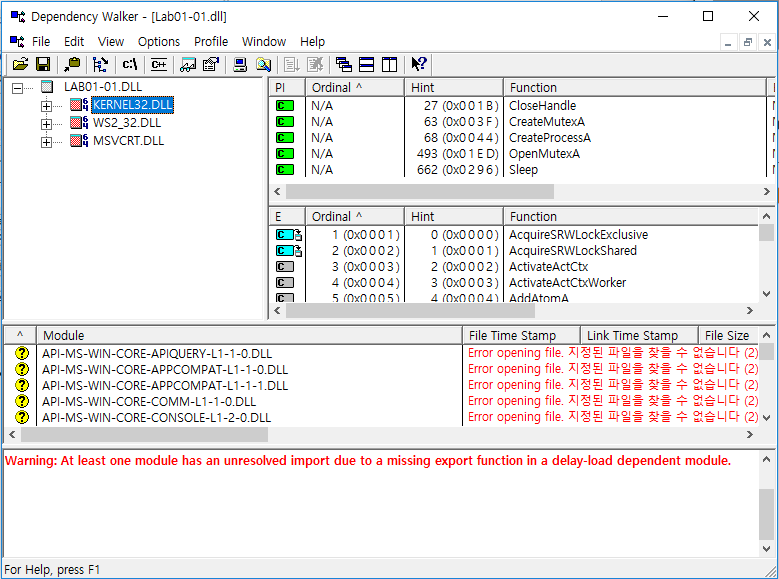 Dependency Walker - [Lab01-01.dll]
File Edit View Options Profile Window Help
c:\ C++
LAB01-01.DLL
KERNEL32.DLL
WS2_32.DLL
MSVCRT.DLL
PI Ordinal ^ Hint Function
C N/A 27 (0x001B) CloseHandle
C N/A 63 (0x003F) CreateMutexA
C N/A 68 (0x0044) CreateProcessA
C N/A 493 (0x01ED) OpenMutexA
C N/A 662 (0x0296) Sleep
E Ordinal ^ Hint Function
C 1 (0x0001) 0 (0x0000) AcquireSRWLockExclusive
C 2 (0x0002) 1 (0x0001) AcquireSRWLockShared
C 3 (0x0003) 2 (0x0002) ActivateActCtx
C 4 (0x0004) 3 (0x0003) ActivateActCtxWorker
C 5 (0x0005) 4 (0x0004) AddAtomA
^ Module File Time Stamp Link Time Stamp File Size
? API-MS-WIN-CORE-APIQUERY-L1-1-0.DLL Error opening file. 지정된 파일을 찾을 수 없습니다 (2)
? API-MS-WIN-CORE-APPCOMPAT-L1-1-0.DLL Error opening file. 지정된 파일을 찾을 수 없습니다 (2)
? API-MS-WIN-CORE-APPCOMPAT-L1-1-1.DLL Error opening file. 지정된 파일을 찾을 수 없습니다 (2)
? API-MS-WIN-CORE-COMM-L1-1-0.DLL Error opening file. 지정된 파일을 찾을 수 없습니다 (2)
? API-MS-WIN-CORE-CONSOLE-L1-2-0.DLL Error opening file. 지정된 파일을 찾을 수 없습니다 (2)
Warning: At least one module has an unresolved import due to a missing export function in a delay-load dependent module.
For Help, press F1